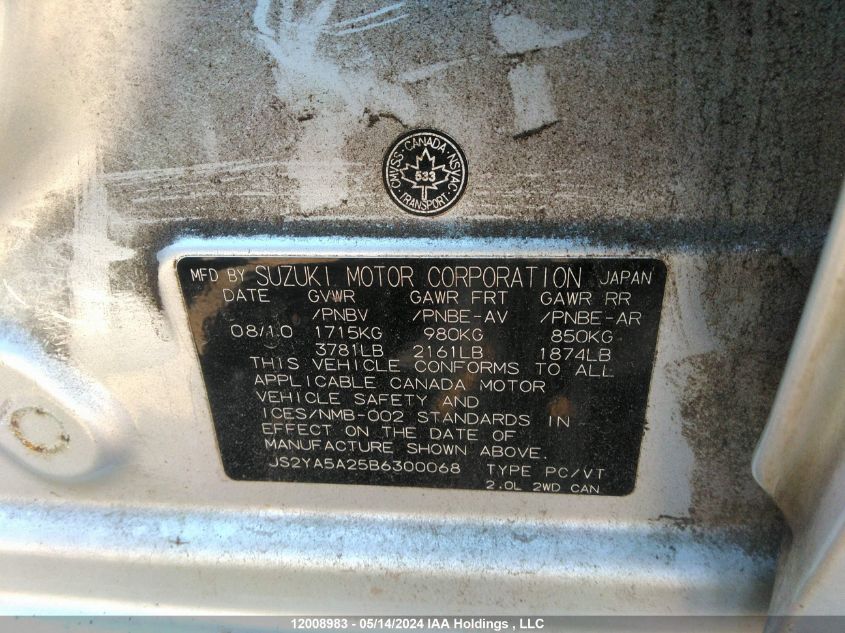 CMVSS · CANADA · NSVAC
533
TRANSPORT
MFD BY SUZUKI MOTOR CORPORATION JAPAN
DATE GVWR GAWR FRT GAWR RR
/PNBV /PNBE-AV /PNBE-AR
08/10 1715KG 980KG 850KG
3781LB 2161LB 1874LB
THIS VEHICLE CONFORMS TO ALL
APPLICABLE CANADA MOTOR
VEHICLE SAFETY AND
ICES/NMB-002 STANDARDS IN
EFFECT ON THE DATE OF
MANUFACTURE SHOWN ABOVE.
JS2YA5A25B6300068 TYPE PC/VT
2.0L 2WD CAN
12008983 - 05/14/2024 IAA Holdings , LLC